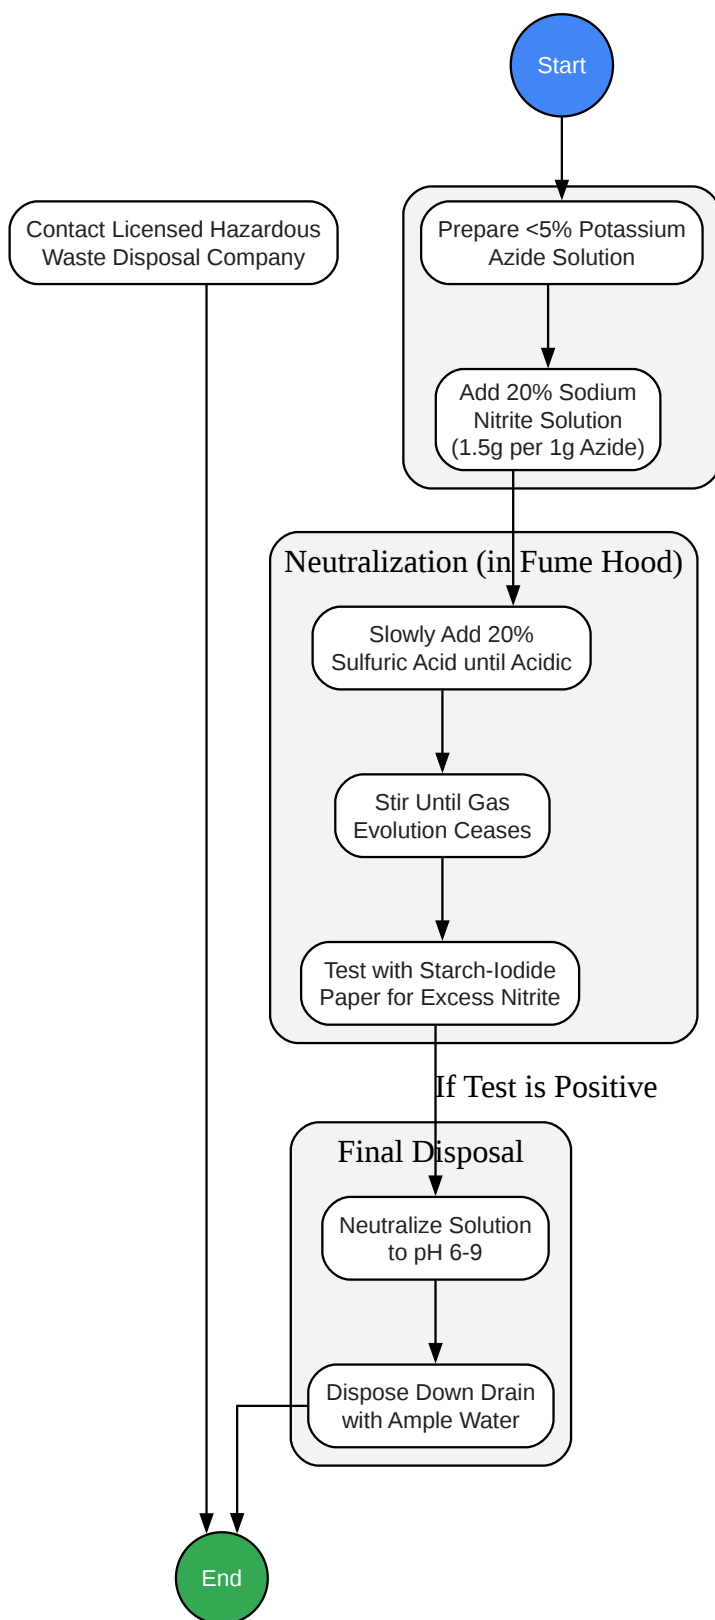 Start
Contact Licensed Hazardous
Waste Disposal Company
Prepare <5% Potassium
Azide Solution
Add 20% Sodium
Nitrite Solution
(1.5g per 1g Azide)
Neutralization (in Fume Hood)
Slowly Add 20%
Sulfuric Acid until Acidic
Stir Until Gas
Evolution Ceases
Test with Starch-Iodide
Paper for Excess Nitrite
If Test is Positive
Final Disposal
Neutralize Solution
to pH 6-9
Dispose Down Drain
with Ample Water
End